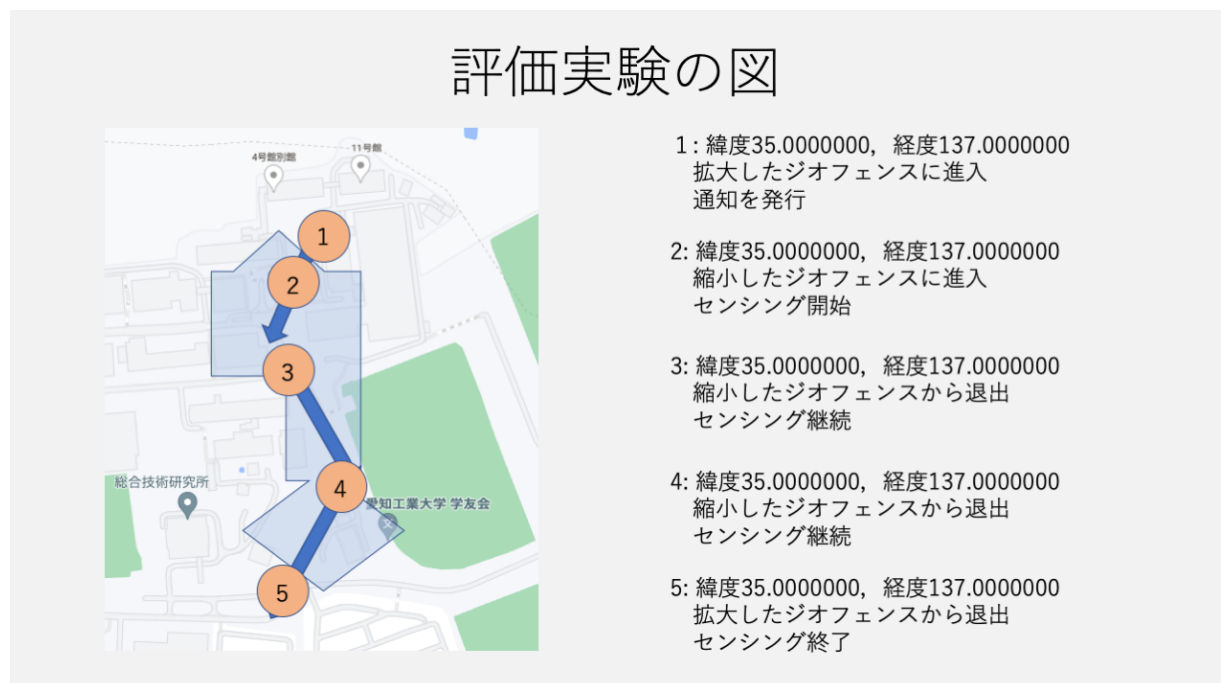 評価実験の図
4号館別館
11号館
1
2
3
4
5
総合技術研究所
愛知工業大学 学友会
文
1 : 緯度35.0000000，経度137.0000000
拡大したジオフェンスに進入
通知を発行
2: 緯度35.0000000，経度137.0000000
縮小したジオフェンスに進入
センシング開始
3: 緯度35.0000000，経度137.0000000
縮小したジオフェンスから退出
センシング継続
4: 緯度35.0000000，経度137.0000000
縮小したジオフェンスから退出
センシング継続
5: 緯度35.0000000，経度137.0000000
拡大したジオフェンスから退出
センシング終了